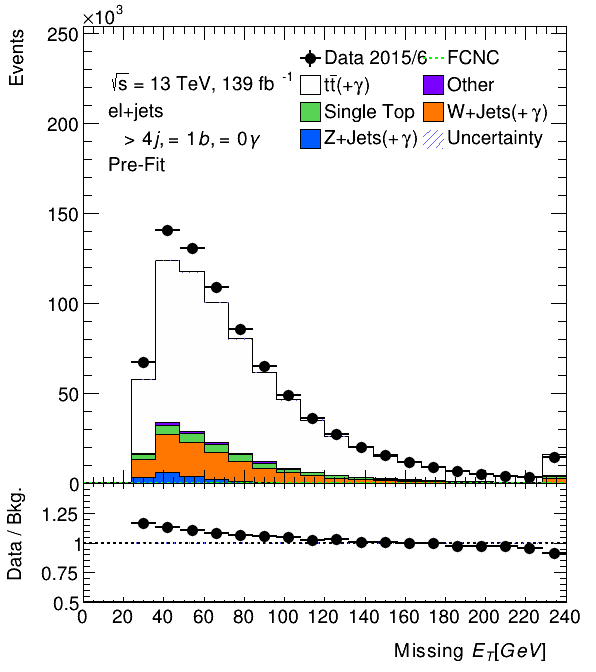 ×10³
Events
250
200
150
100
50
0
√s = 13 TeV, 139 fb⁻¹
el+jets
> 4j, = 1b, = 0γ
Pre-Fit
Data 2015/6
FCNC
tt̄(+γ)
Other
Single Top
W+Jets(+γ)
Z+Jets(+γ)
Uncertainty
Data / Bkg.
1.25
1
0.75
0.5
0 20 40 60 80 100 120 140 160 180 200 220 240
Missing E_T[GeV]